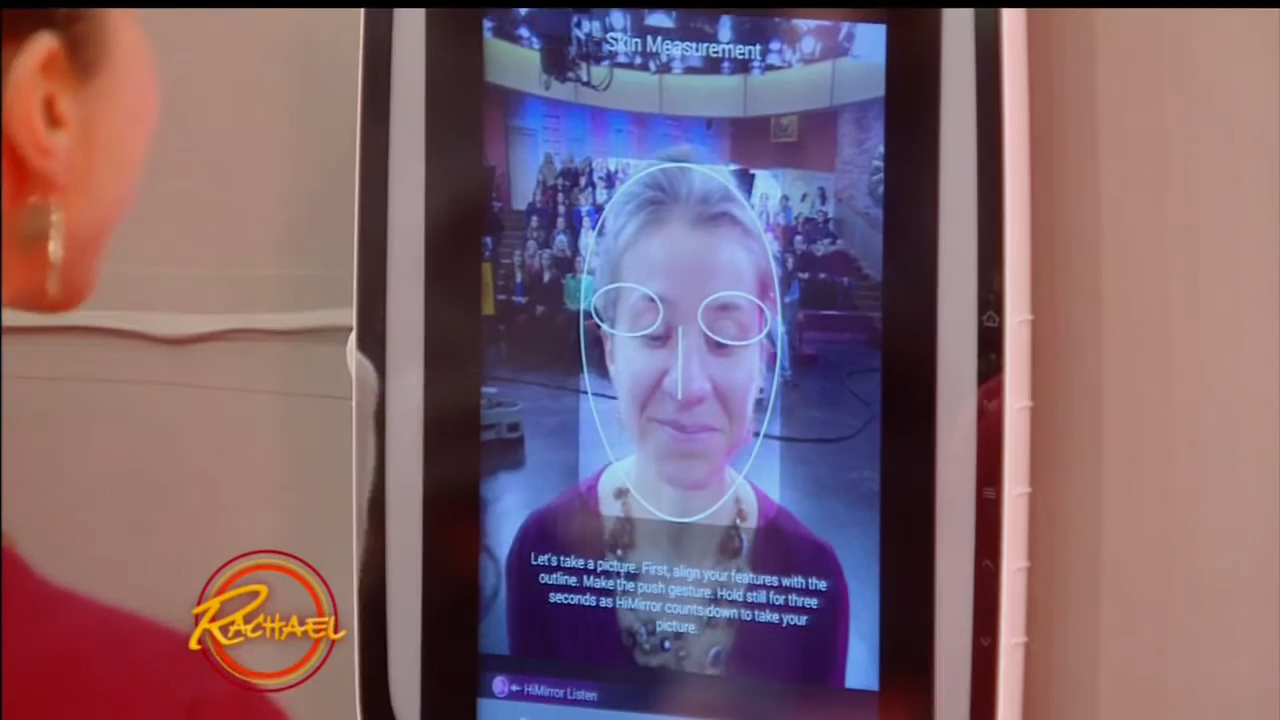 Skin Measurement
Let's take a picture. First, align your features with the
outline. Make the push gesture. Hold still for three
seconds as HiMirror counts down to take your
picture.
HiMirror Listen
RACHAEL